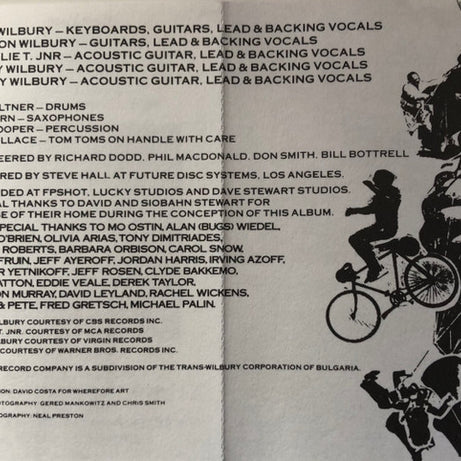 WILBURY – KEYBOARDS, GUITARS, LEAD & BACKING VOCALS
ON WILBURY – GUITARS, LEAD & BACKING VOCALS
LIE T. JNR – ACOUSTIC GUITAR, LEAD & BACKING VOCALS
Y WILBURY – ACOUSTIC GUITAR, LEAD & BACKING VOCALS
Y WILBURY – ACOUSTIC GUITAR, LEAD & BACKING VOCALS
LTNER – DRUMS
RN – SAXOPHONES
OOPER – PERCUSSION
LLACE – TOM TOMS ON HANDLE WITH CARE
EERED BY RICHARD DODD, PHIL MACDONALD, DON SMITH, BILL BOTTRELL
ERED BY STEVE HALL AT FUTURE DISC SYSTEMS, LOS ANGELES.
DED AT FPSHOT, LUCKY STUDIOS AND DAVE STEWART STUDIOS.
AL THANKS TO DAVID AND SIOBAHN STEWART FOR
SE OF THEIR HOME DURING THE CONCEPTION OF THIS ALBUM.
SPECIAL THANKS TO MO OSTIN, ALAN (BUGS) WIEDEL,
O'BRIEN, OLIVIA ARIAS, TONY DIMITRIADES,
ROBERTS, BARBARA ORBISON, CAROL SNOW,
FRUIN, JEFF AYEROFF, JORDAN HARRIS, IRVING AZOFF,
R YETNIKOFF, JEFF ROSEN, CLYDE BAKKEMO,
ATTON, EDDIE VEALE, DEREK TAYLOR,
ON MURRAY, DAVID LEYLAND, RACHEL WICKENS,
& PETE, FRED GRETSCH, MICHAEL PALIN.
LBURY COURTESY OF CBS RECORDS INC.
T. JNR. COURTESY OF MCA RECORDS
LBURY COURTESY OF VIRGIN RECORDS
COURTESY OF WARNER BROS. RECORDS INC.
RECORD COMPANY IS A SUBDIVISION OF THE TRANS-WILBURY CORPORATION OF BULGARIA.
ION: DAVID COSTA FOR WHEREFORE ART
OTOGRAPHY: GERED MANKOWITZ AND CHRIS SMITH
OGRAPHY: NEAL PRESTON